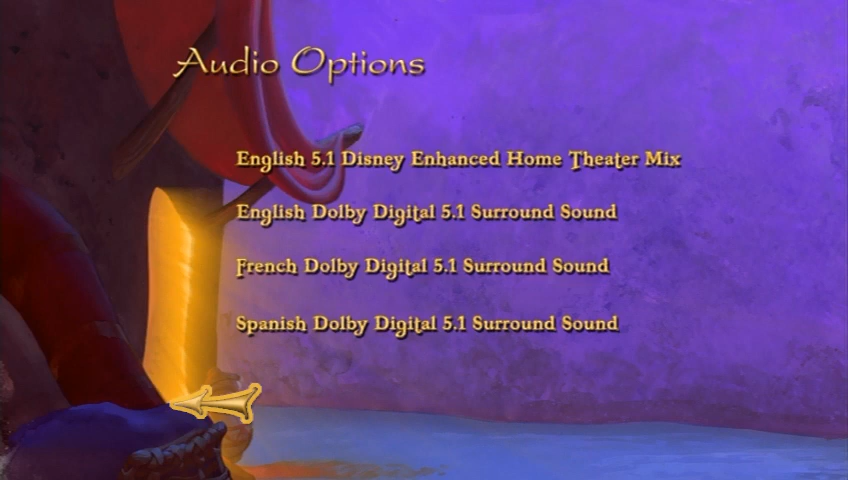 Audio Options
English 5.1 Disney Enhanced Home Theater Mix
English Dolby Digital 5.1 Surround Sound
French Dolby Digital 5.1 Surround Sound
Spanish Dolby Digital 5.1 Surround Sound